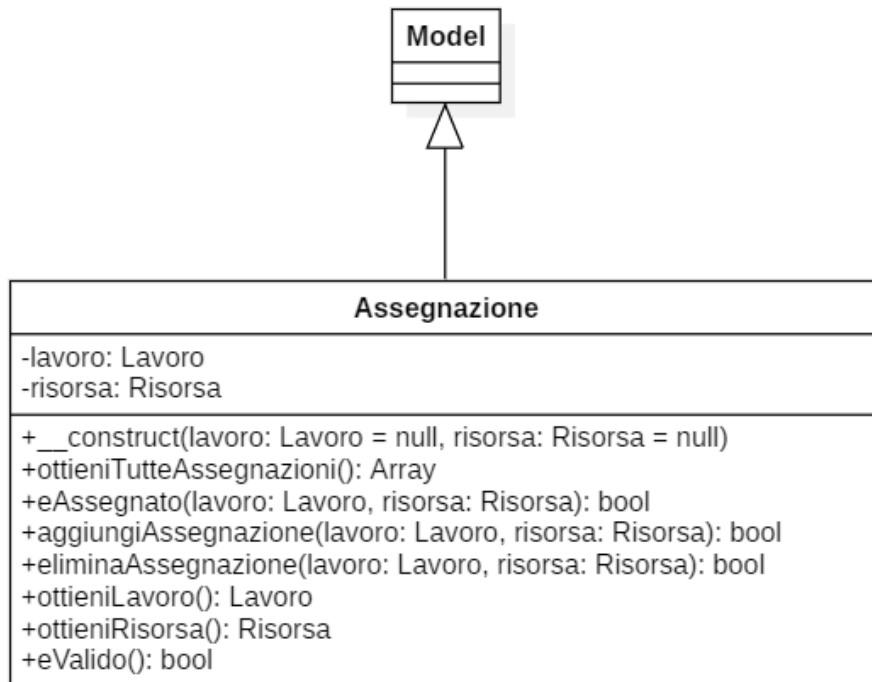 Model
Assegnazione
-lavoro: Lavoro
-risorsa: Risorsa
+__construct(lavoro: Lavoro = null, risorsa: Risorsa = null)
+ottieniTutteAssegnazioni(): Array
+eAssegnato(lavoro: Lavoro, risorsa: Risorsa): bool
+aggiungiAssegnazione(lavoro: Lavoro, risorsa: Risorsa): bool
+eliminaAssegnazione(lavoro: Lavoro, risorsa: Risorsa): bool
+ottieniLavoro(): Lavoro
+ottieniRisorsa(): Risorsa
+eValido(): bool